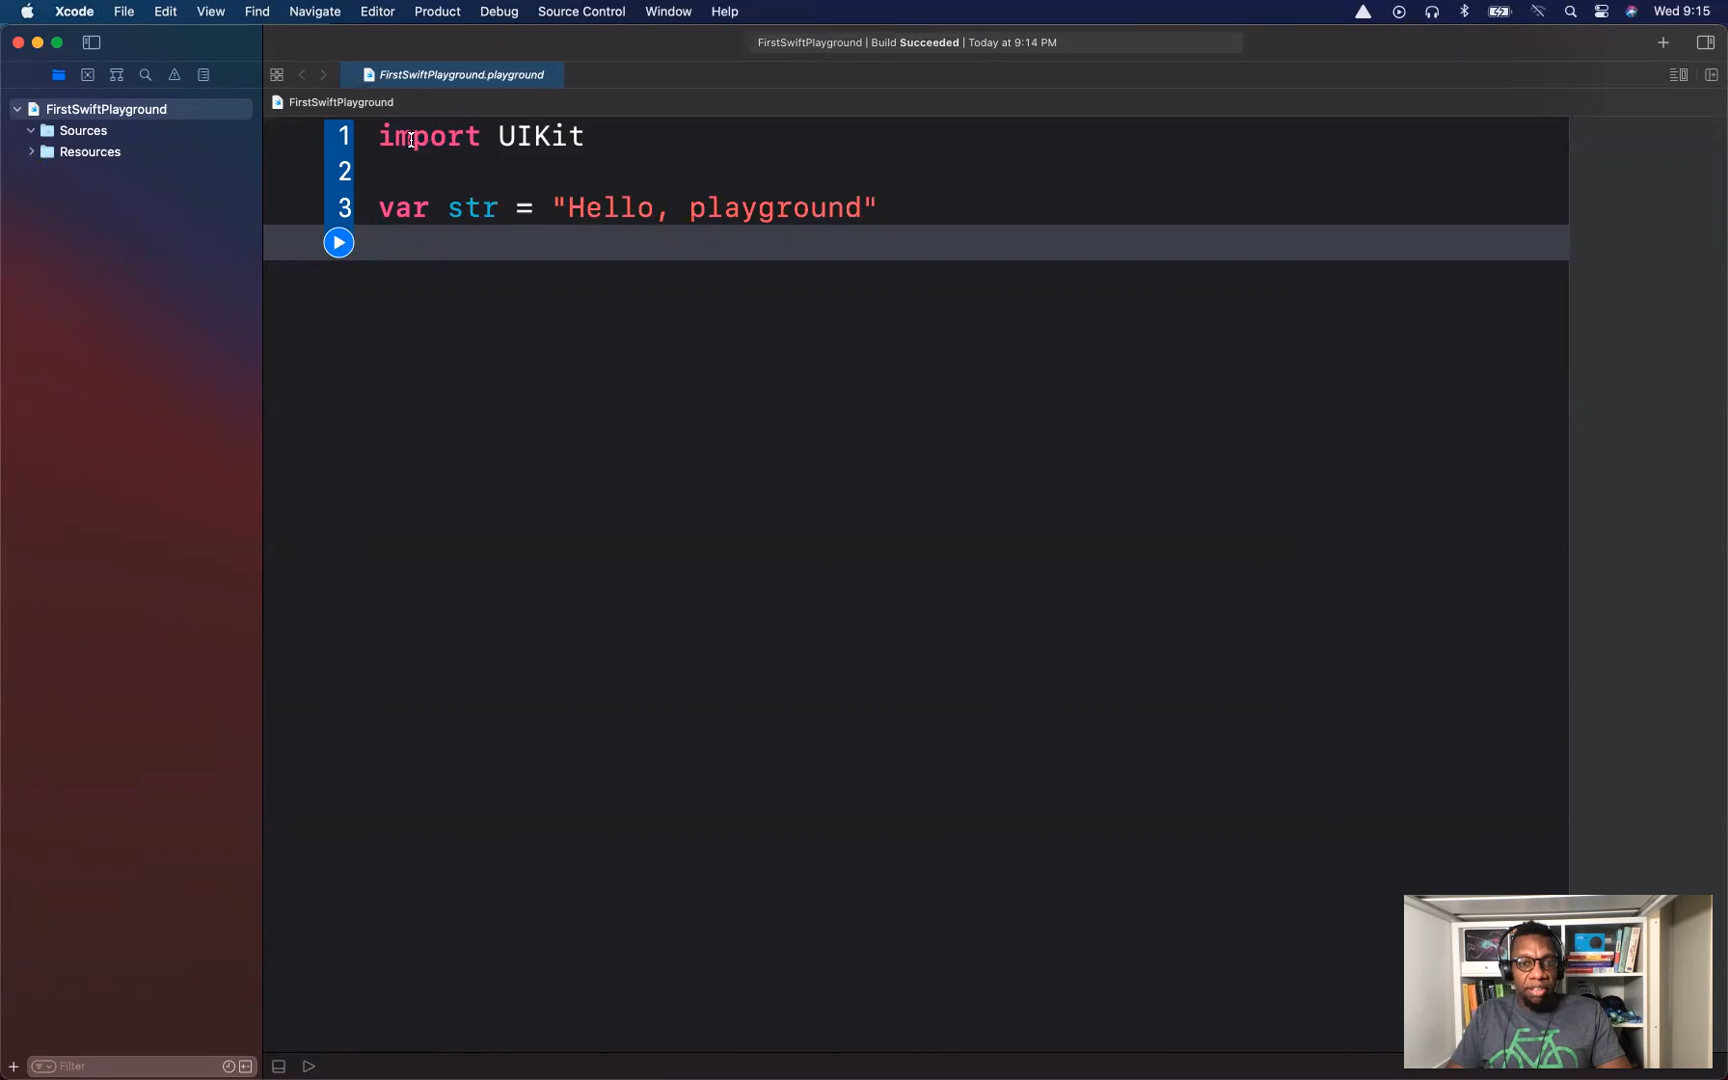 Xcode File Edit View Find Navigate Editor Product Debug Source Control Window Help Wed 9:15
FirstSwiftPlayground | Build Succeeded | Today at 9:14 PM
FirstSwiftPlayground.playground
FirstSwiftPlayground
Sources
Resources
FirstSwiftPlayground
1 import UIKit
2
3 var str = "Hello, playground"
Filter